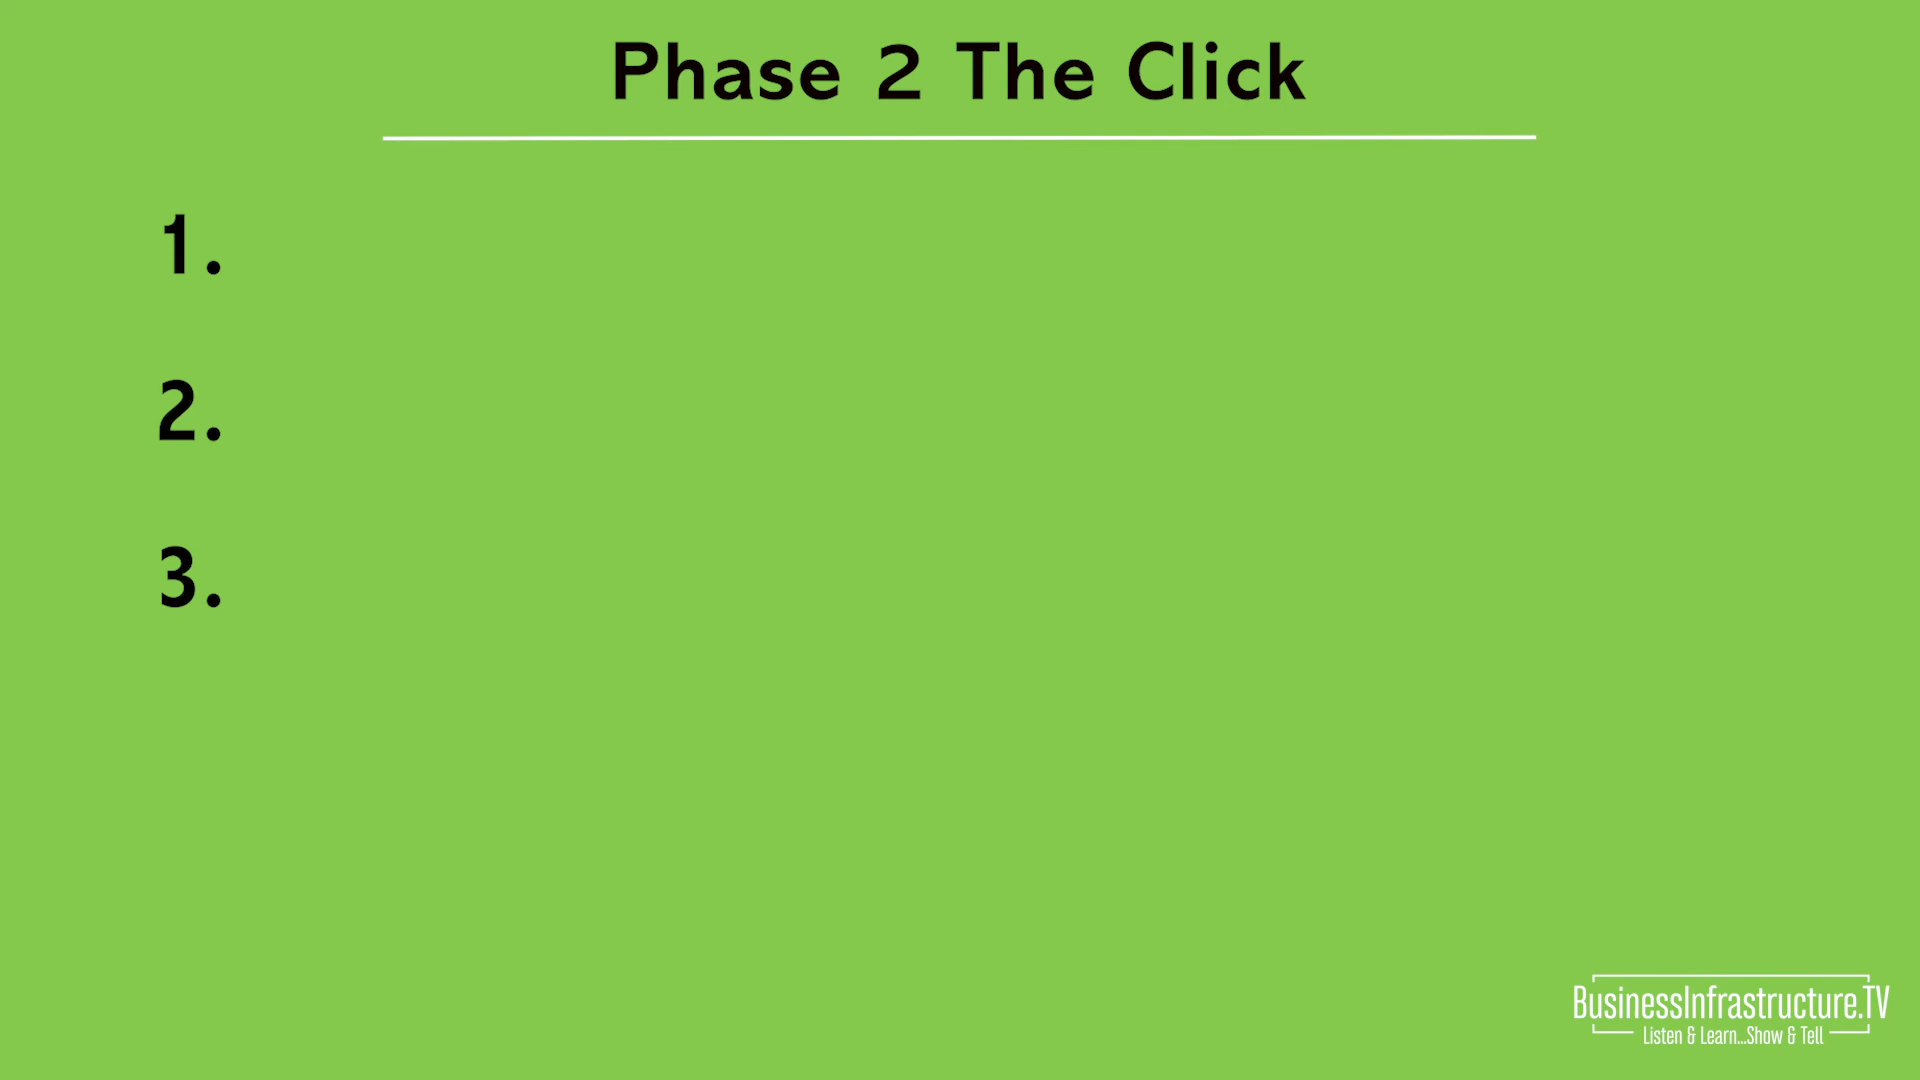 Phase 2 The Click
1.
2.
3.
BusinessInfrastructure.TV
Listen & Learn...Show & Tell